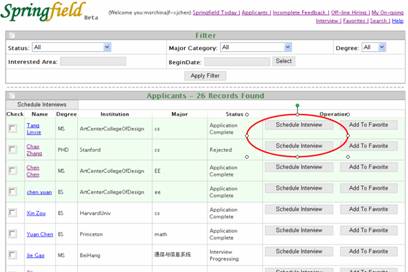 Springfield Beta
(Welcome you:msrchina|f-xjchen) Springfield Today | Applicants | Incomplete Feedback | Off-line Hiring | My On-going
Interview | Favorites | Search | Help
Filter
Status: All Major Category: All Degree: All
Interested Area: BeginDate: Select
Apply Filter
Applicants - 26 Records Found
Schedule Interviews
Check Name Degree Institution Major Status Operation
Tang Linyue MS ArtCenterCollegeOfDesign cs Application Complete Schedule Interview Add To Favorite
Chao Zhang PHD Stanford cs Rejected Schedule Interview Add To Favorite
Chen Chen MS ArtCenterCollegeOfDesign EE Application Complete Schedule Interview Add To Favorite
chen yuan BS ArtCenterCollegeOfDesign ee Application Complete Schedule Interview Add To Favorite
Xin Zou BS HarvardUniv cs Application Complete Schedule Interview Add To Favorite
Yuan Chen BS Princeton math Application Complete Schedule Interview Add To Favorite
Jie Gao MS BeiHang 通信与信息系统 Interview Progressing Schedule Interview Add To Favorite